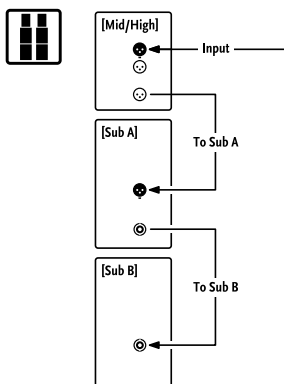 [Mid/High]
Input
To Sub A
[Sub A]
To Sub B
[Sub B]